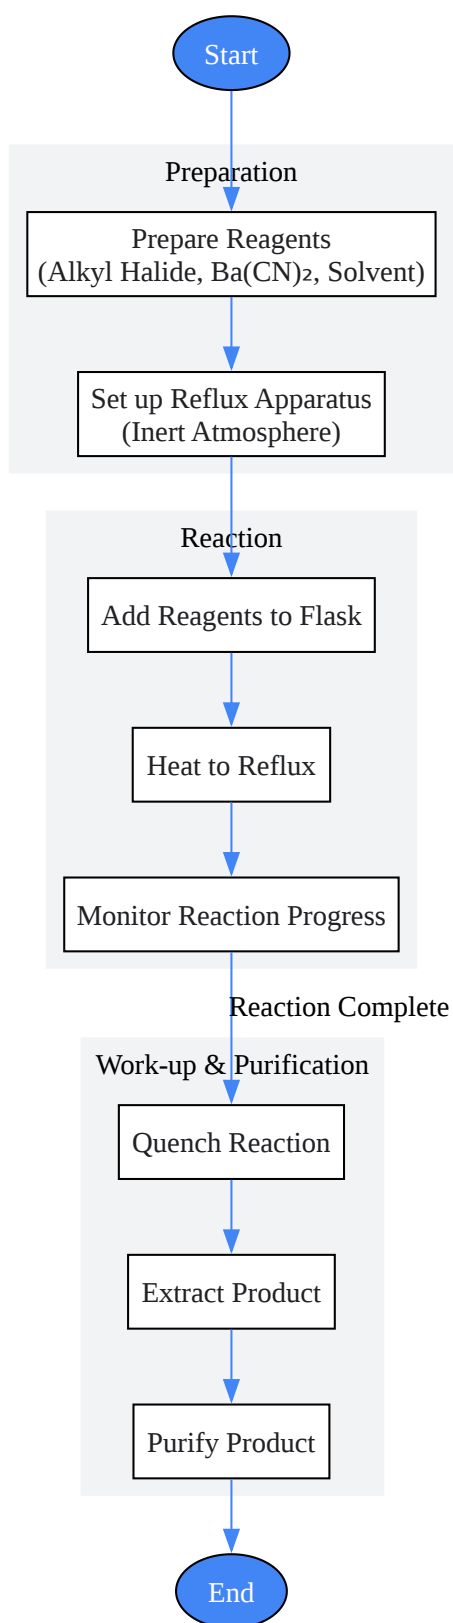 Start
Preparation
Prepare Reagents
(Alkyl Halide, Ba(CN)₂, Solvent)
Set up Reflux Apparatus
(Inert Atmosphere)
Reaction
Add Reagents to Flask
Heat to Reflux
Monitor Reaction Progress
Reaction Complete
Work-up & Purification
Quench Reaction
Extract Product
Purify Product
End